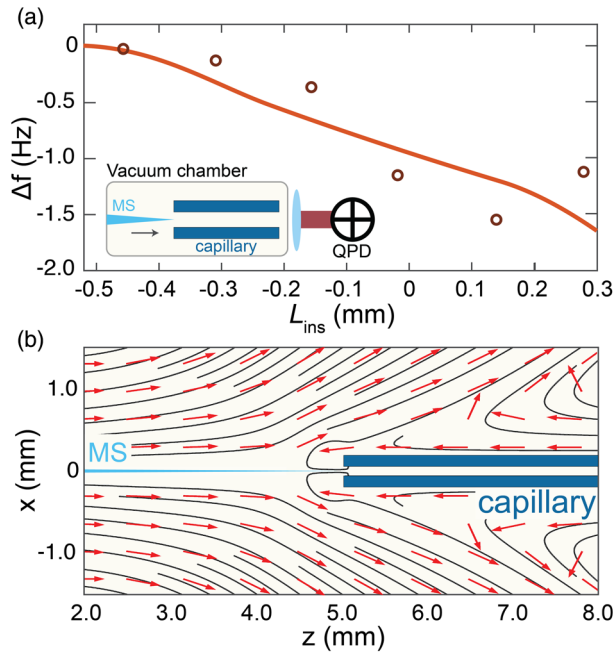 (a)
0
-0.5
-1.0
-1.5
-2.0
Δf (Hz)
Vacuum chamber
MS
capillary
QPD
-0.5 -0.4 -0.3 -0.2 -0.1 0 0.1 0.2 0.3
L_ins (mm)
(b)
1.0
0
-1.0
x (mm)
MS
capillary
2.0 3.0 4.0 5.0 6.0 7.0 8.0
z (mm)